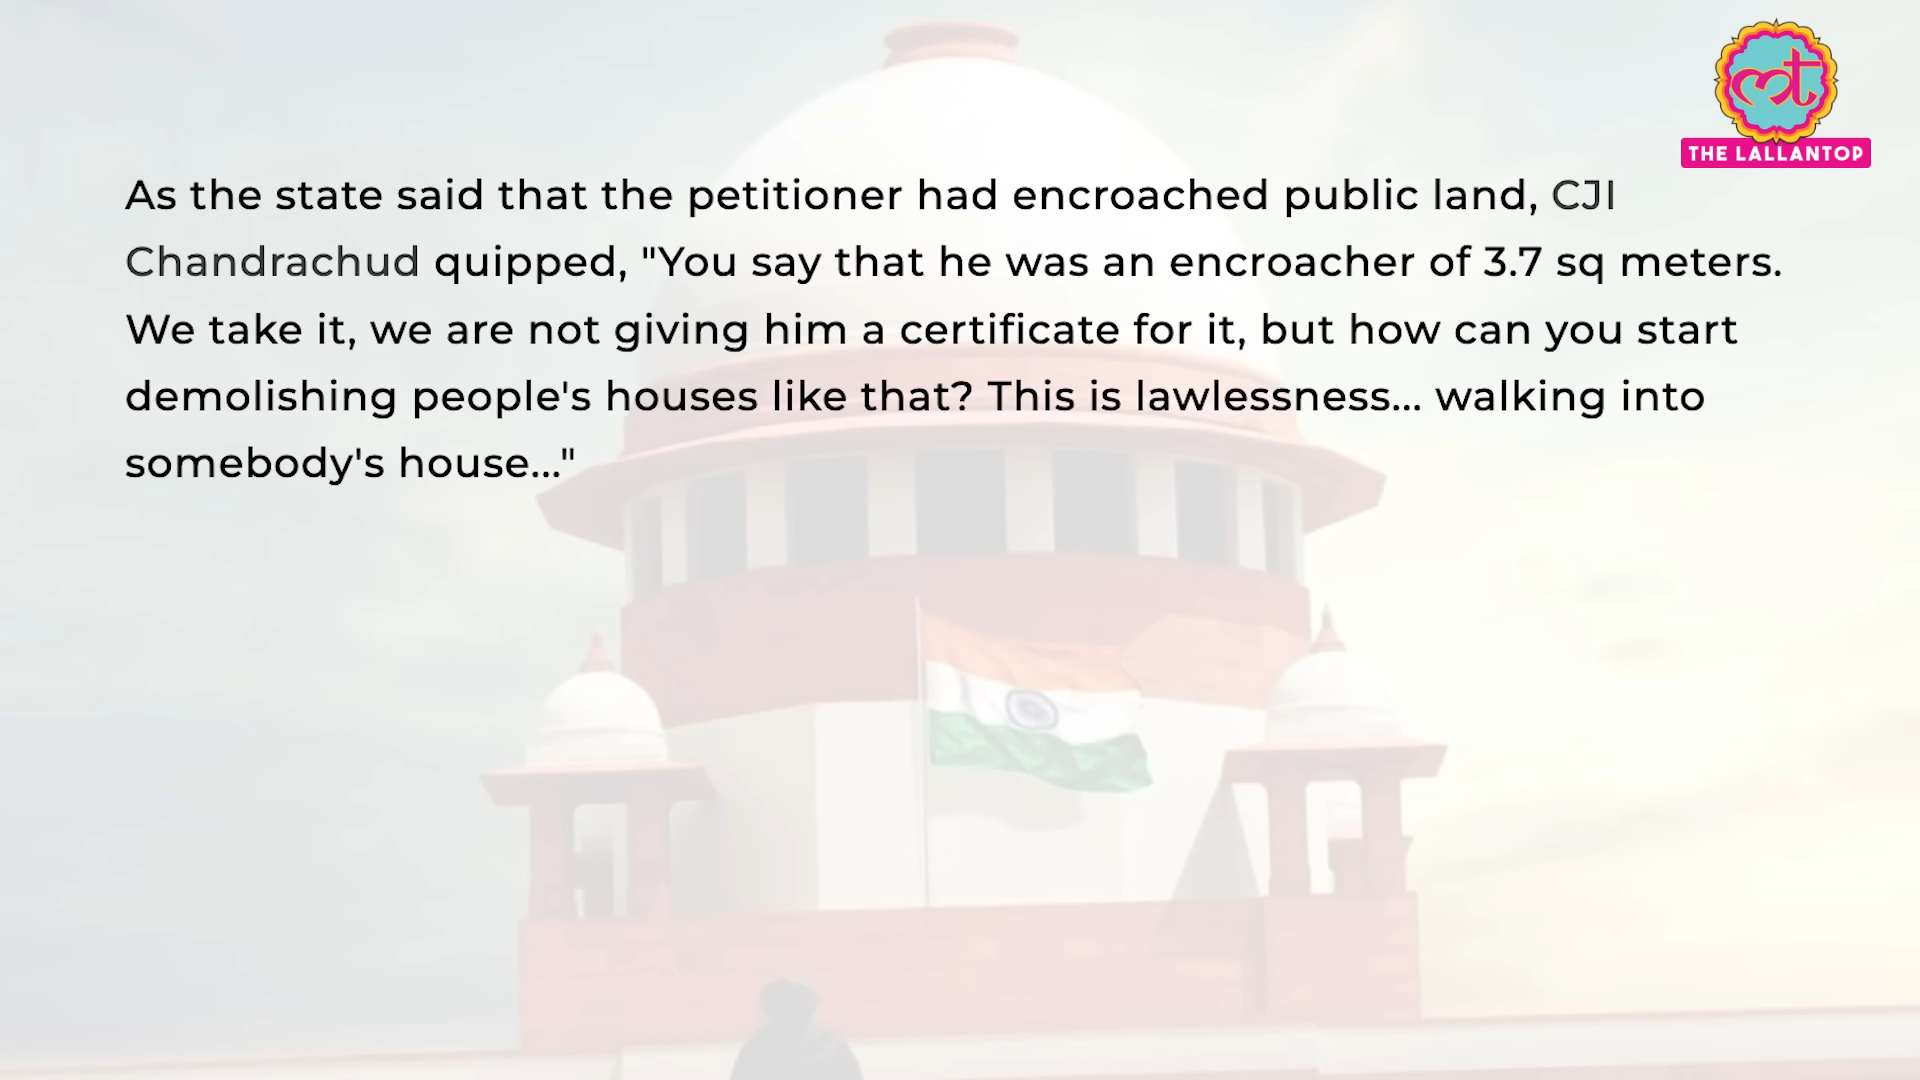 मt
THE LALLANTOP
As the state said that the petitioner had encroached public land, CJI
Chandrachud quipped, "You say that he was an encroacher of 3.7 sq meters.
We take it, we are not giving him a certificate for it, but how can you start
demolishing people's houses like that? This is lawlessness... walking into
somebody's house..."